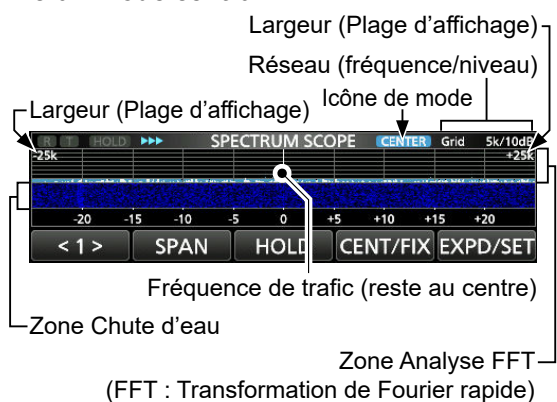 Largeur (Plage d'affichage)
Réseau (fréquence/niveau)
Icône de mode
Largeur (Plage d'affichage)
R T HOLD SPECTRUM SCOPE CENTER Grid 5k/10dB
-25k +25k
-20 -15 -10 -5 0 +5 +10 +15 +20
< 1 > SPAN HOLD CENT/FIX EXPD/SET
Fréquence de trafic (reste au centre)
Zone Chute d'eau
Zone Analyse FFT
(FFT : Transformation de Fourier rapide)